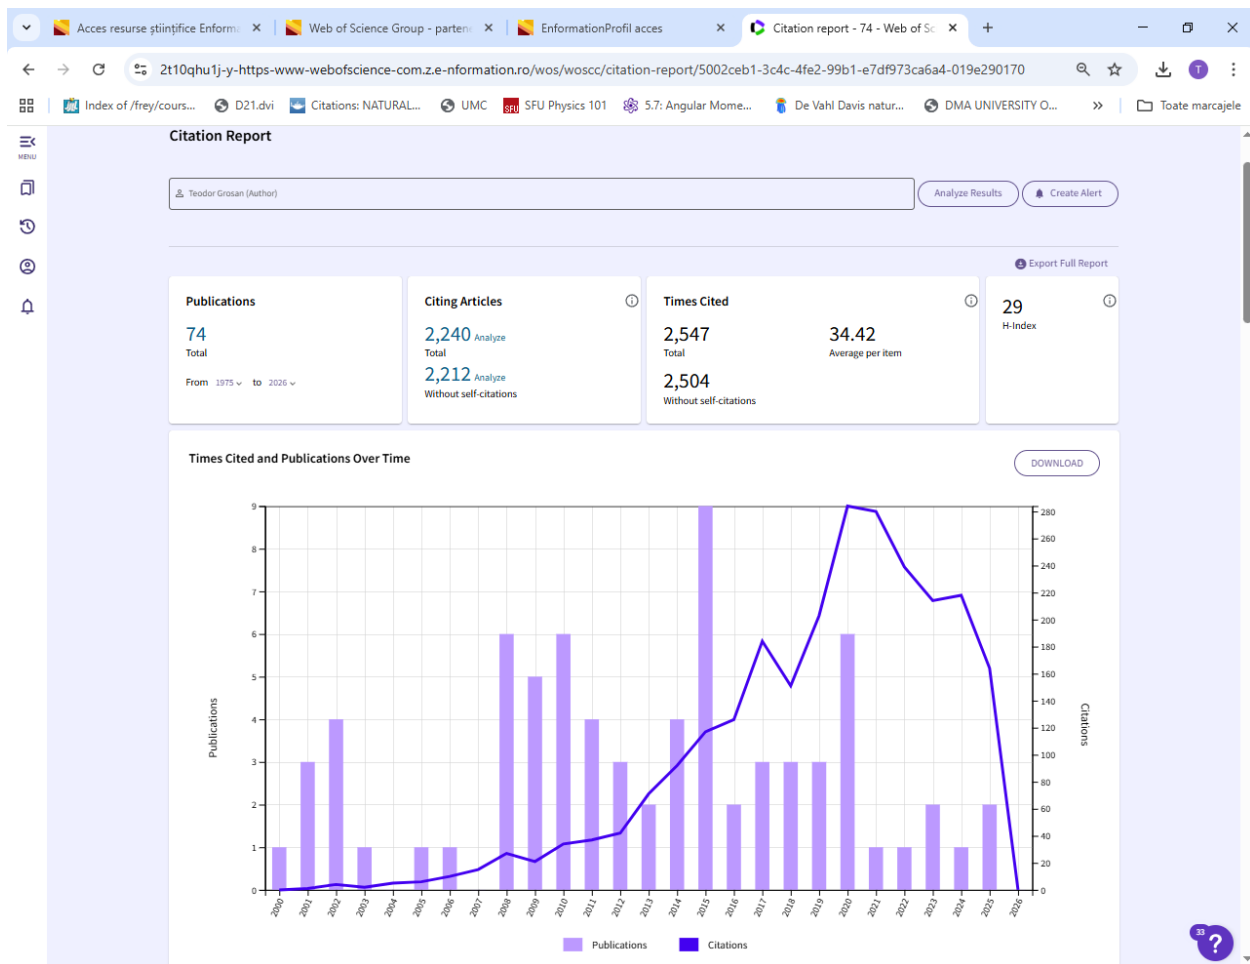 Acces resurse științifice Enforma
Web of Science Group - partene
EnformationProfil acces
Citation report - 74 - Web of Sc
2t10qhu1j-y-https-www-webofscience-com.z.e-nformation.ro/wos/woscc/citation-report/5002ceb1-3c4c-4fe2-99b1-e7df973ca6a4-019e290170
T
Index of /frey/cours...
D21.dvi
Citations: NATURAL...
UMC
SFU
SFU Physics 101
5.7: Angular Mome...
De Vahl Davis natur...
DMA UNIVERSITY O...
»
Toate marcajele
MENU
Citation Report
Teodor Grosan (Author)
Analyze Results
Create Alert
Export Full Report
Publications
74
Total
From 1975 to 2026
Citing Articles
2,240 Analyze
Total
2,212 Analyze
Without self-citations
Times Cited
2,547
Total
2,504
Without self-citations
34.42
Average per item
29
H-Index
Times Cited and Publications Over Time
DOWNLOAD
Publications
9
8
7
6
5
4
3
2
1
0
280
260
240
220
200
180
160
140
120
100
80
60
40
20
0
Citations
2000
2001
2002
2003
2004
2005
2006
2007
2008
2009
2010
2011
2012
2013
2014
2015
2016
2017
2018
2019
2020
2021
2022
2023
2024
2025
2026
Publications
Citations
33
?